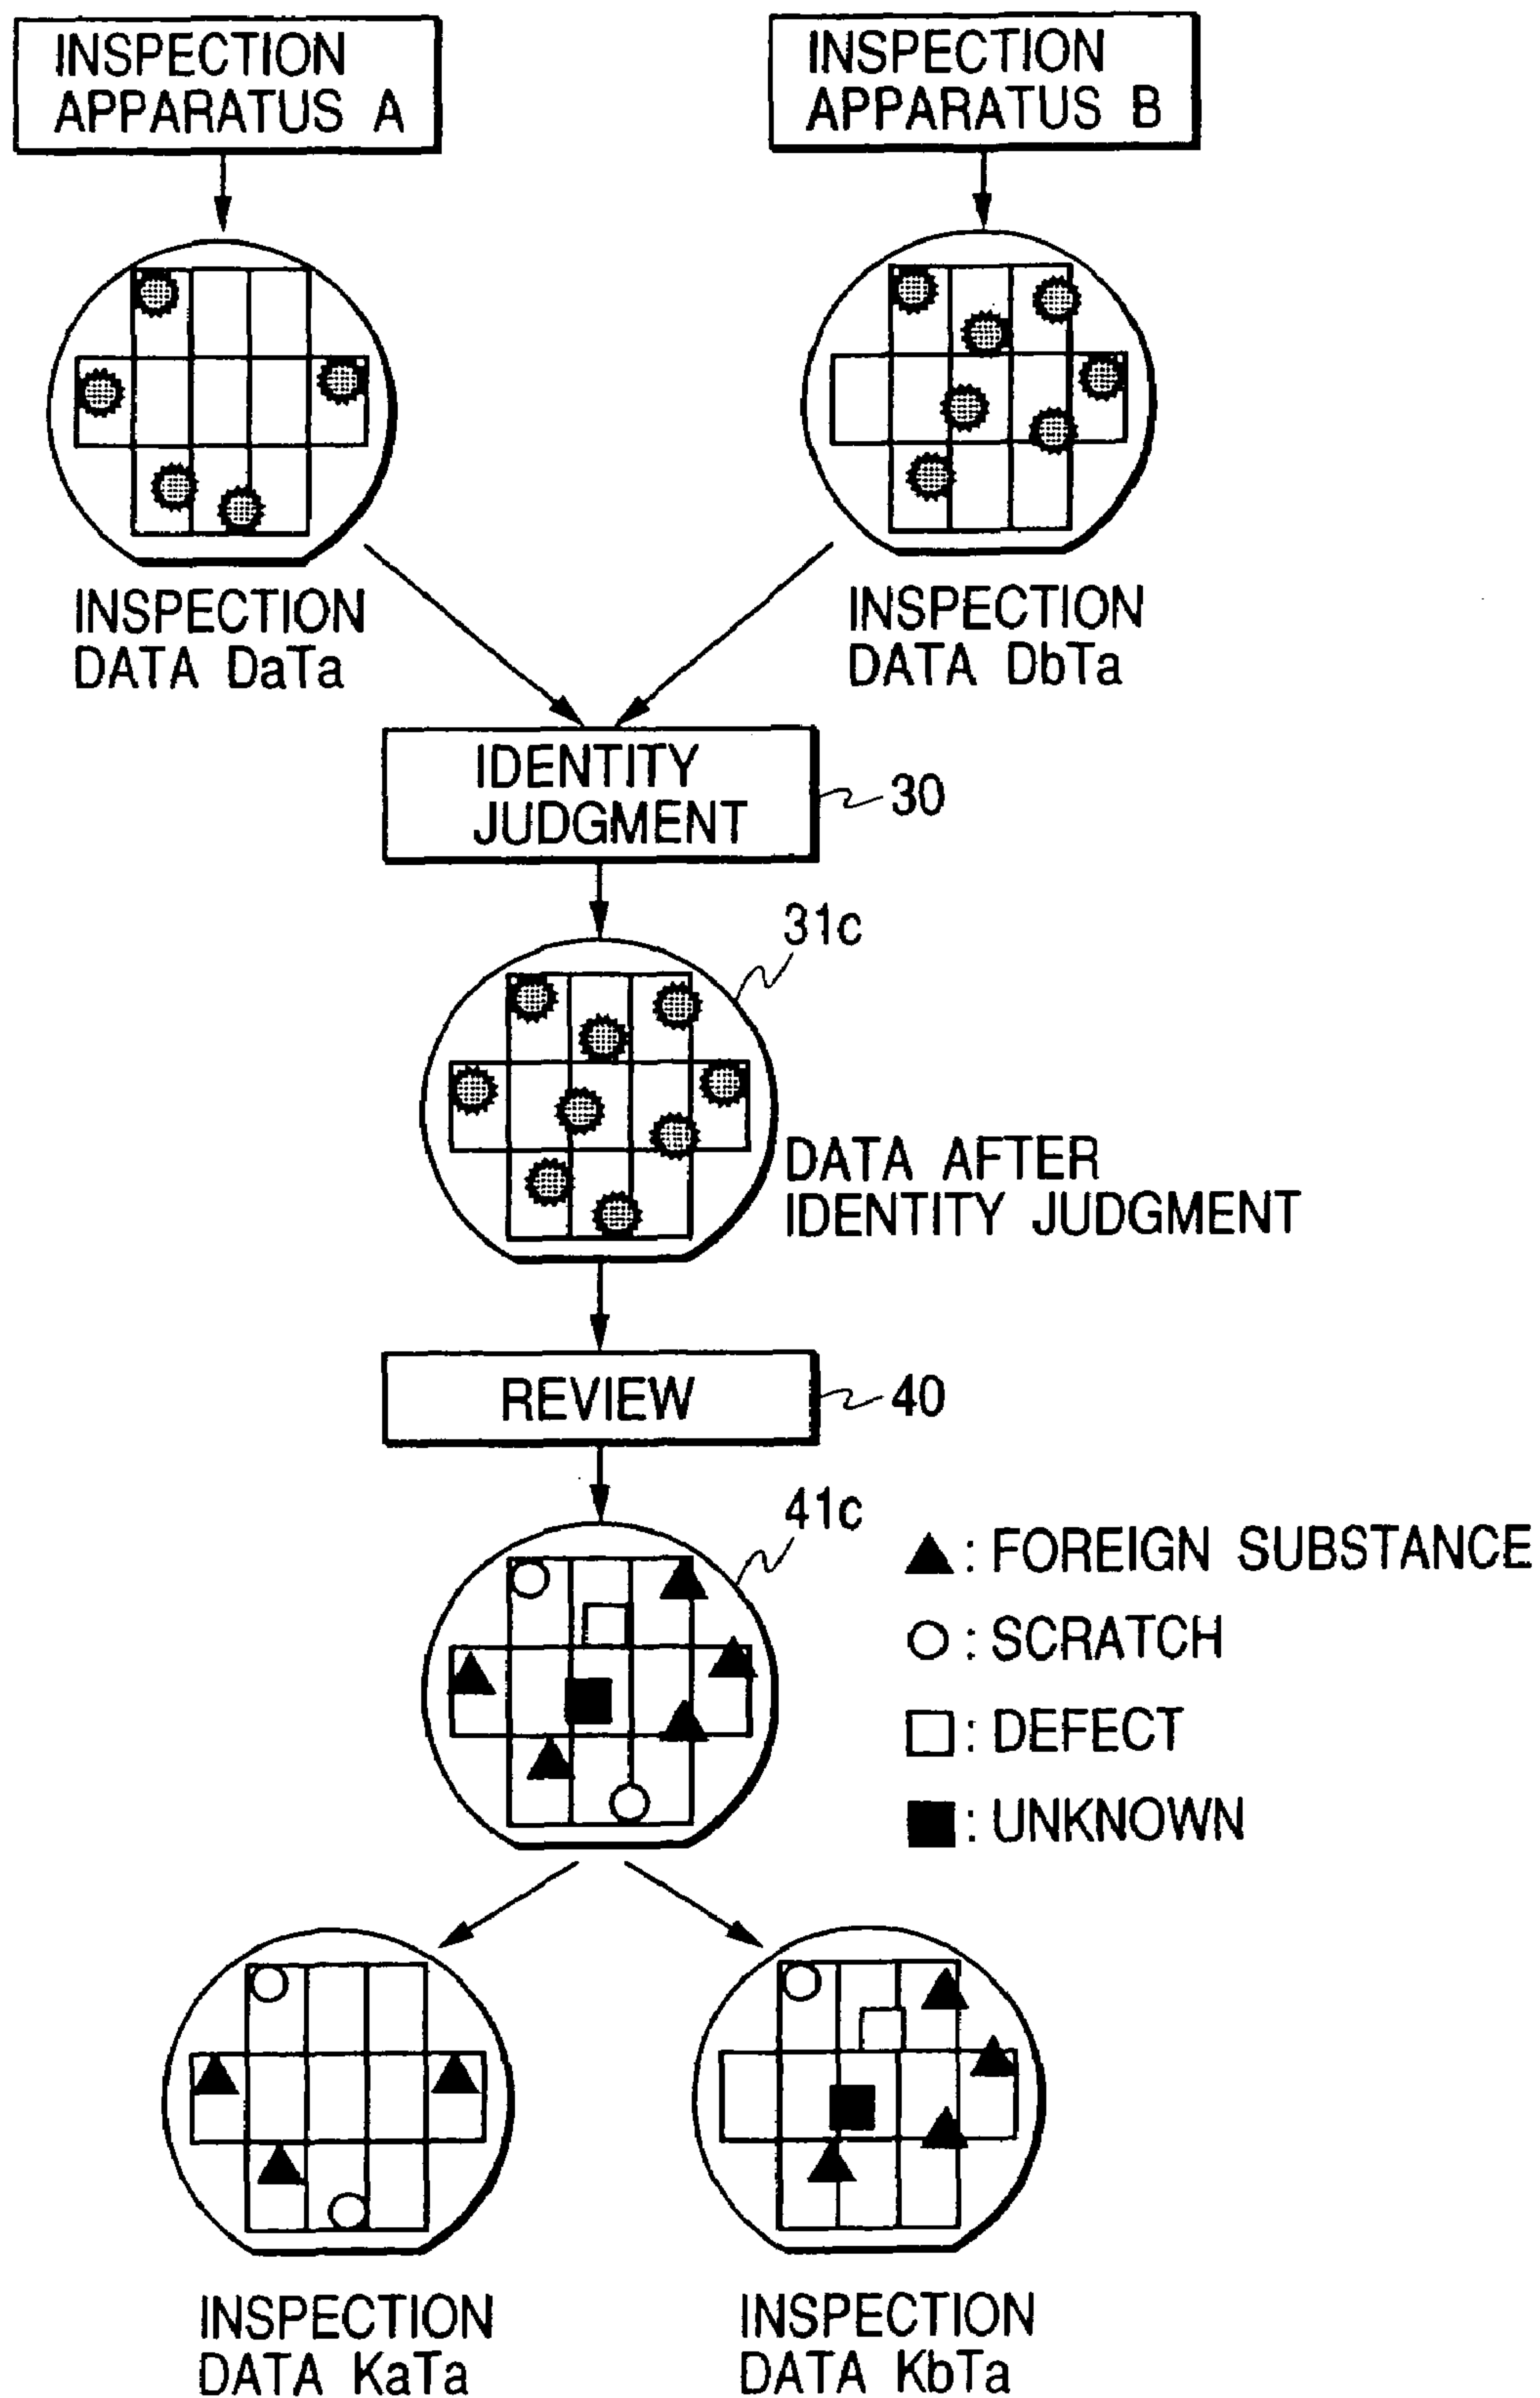 INSPECTION
APPARATUS A
INSPECTION
APPARATUS B
INSPECTION
DATA DaTa
INSPECTION
DATA DbTa
IDENTITY
JUDGMENT
30
31c
DATA AFTER
IDENTITY JUDGMENT
REVIEW
40
41c
: FOREIGN SUBSTANCE
: SCRATCH
: DEFECT
: UNKNOWN
INSPECTION
DATA KaTa
INSPECTION
DATA KbTa